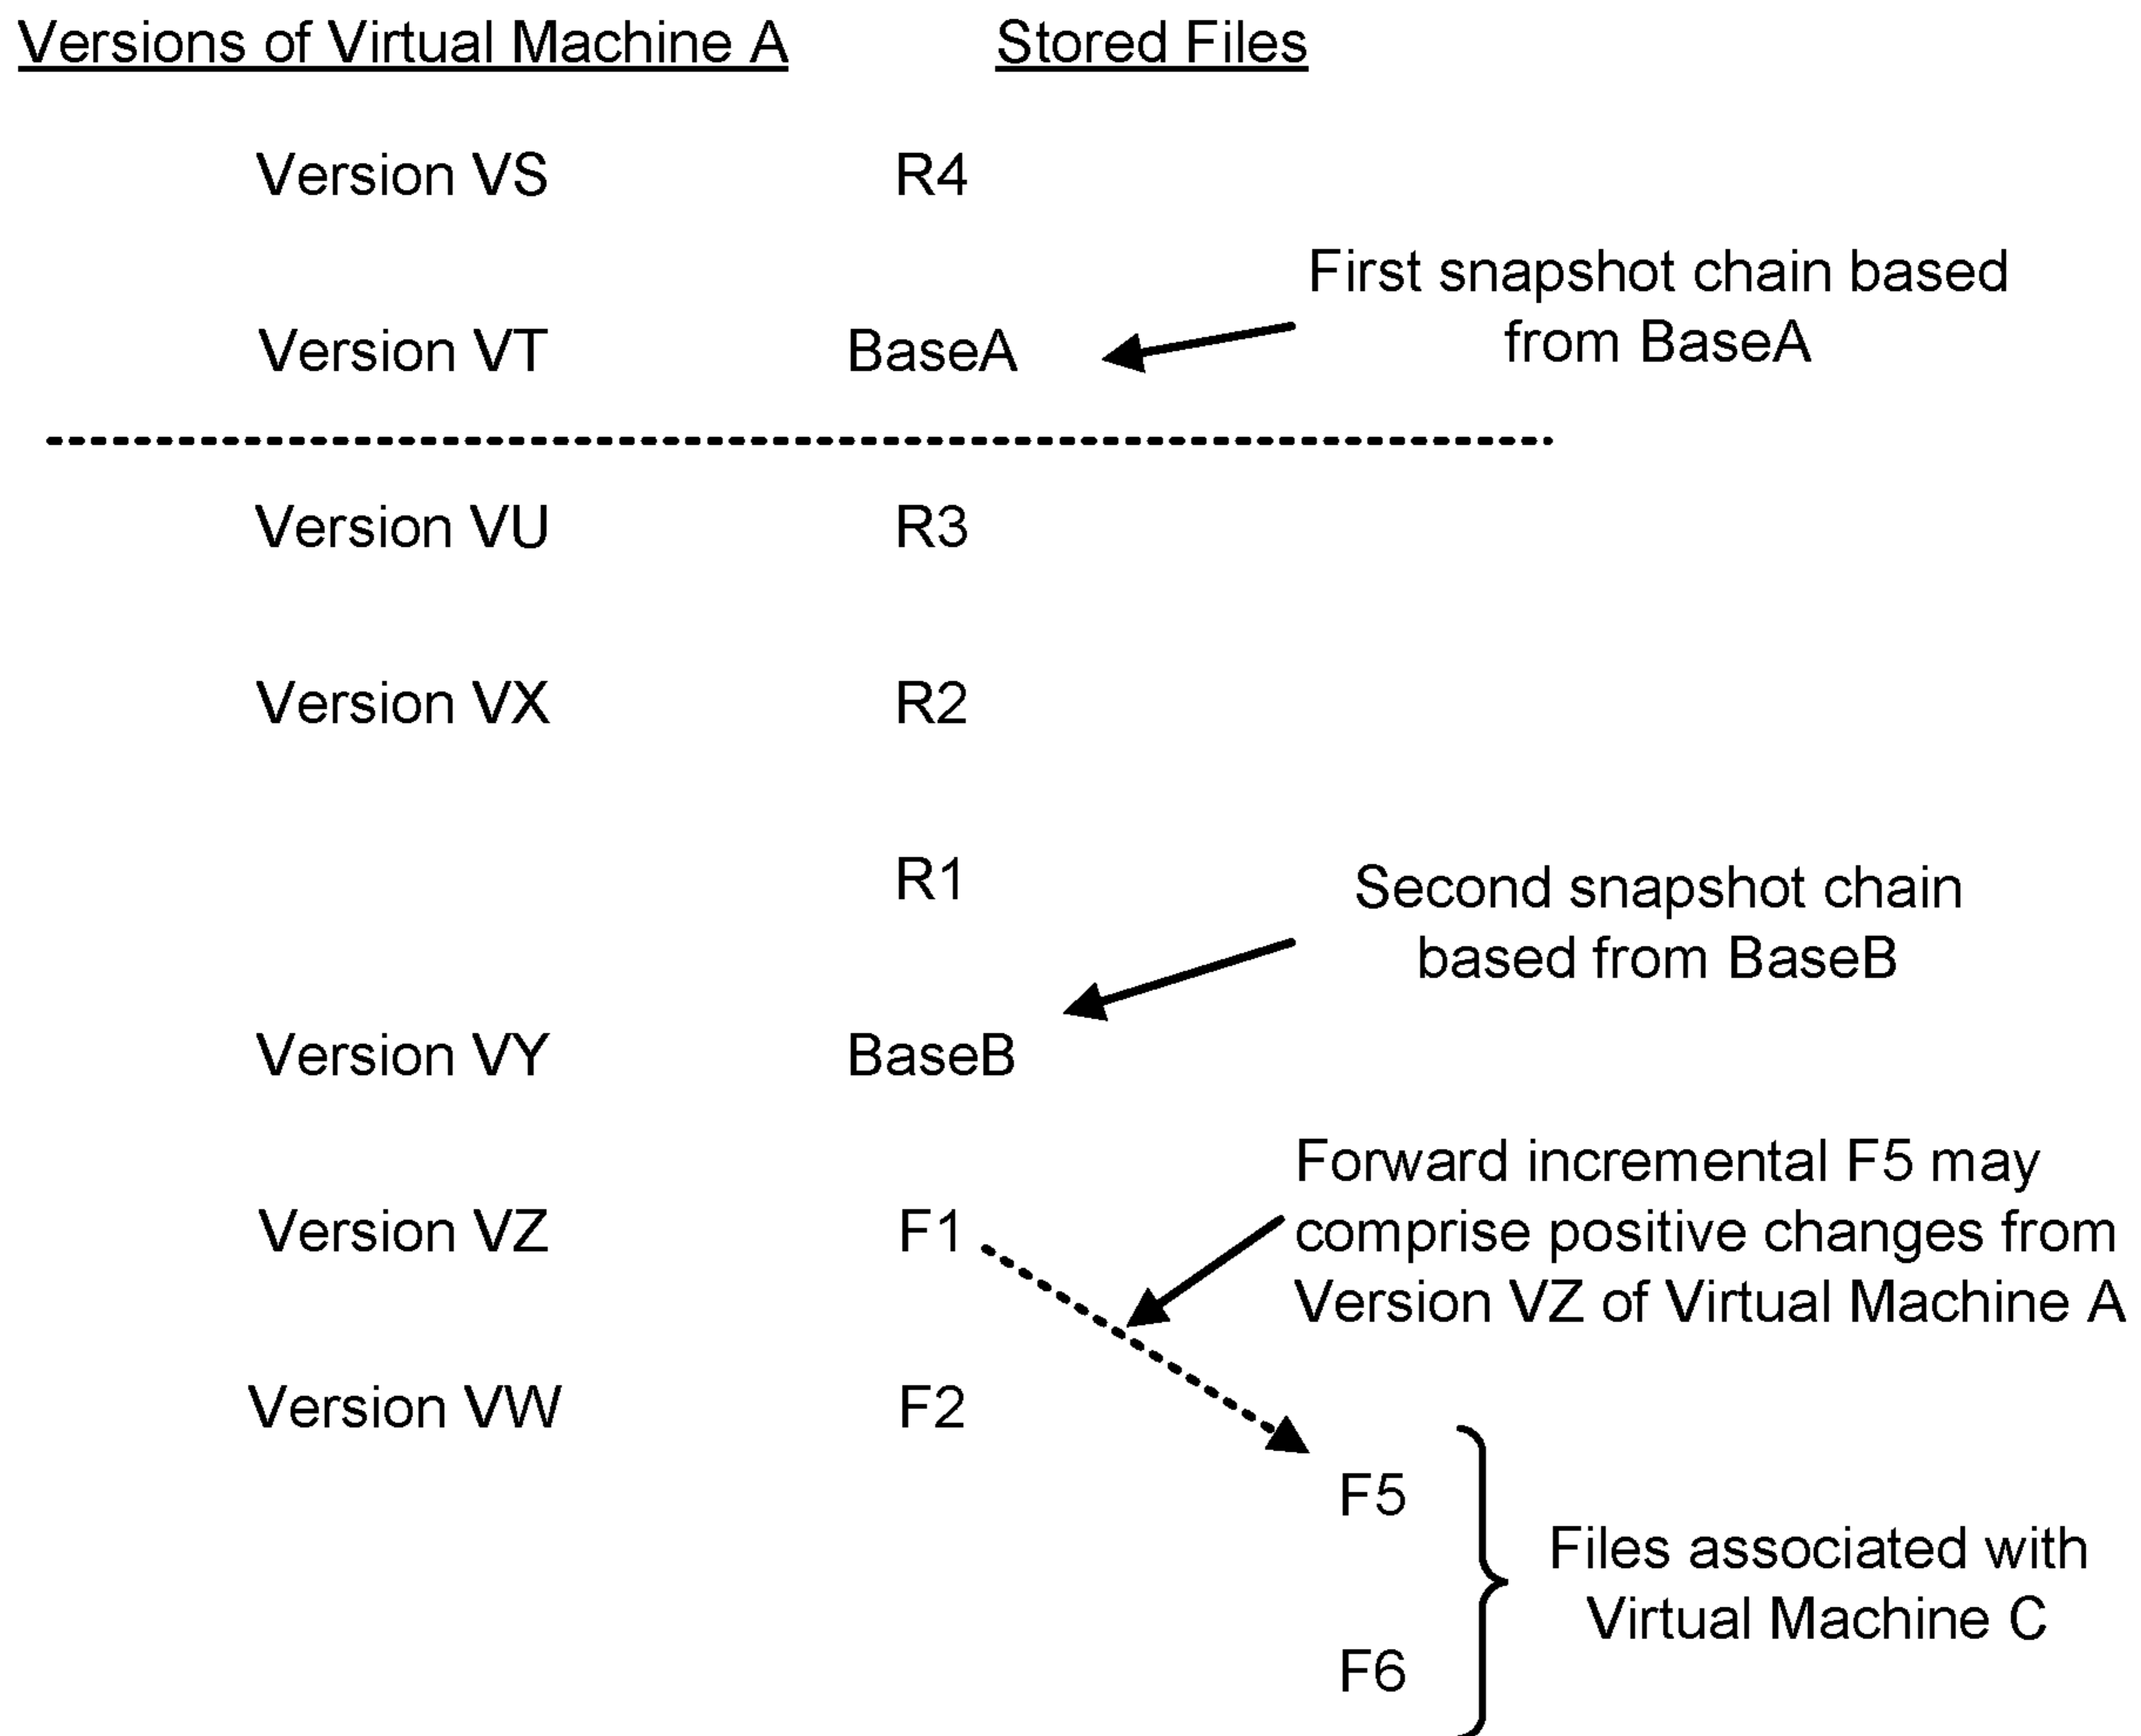 Versions of Virtual Machine A Stored Files
Version VS R4
First snapshot chain based
from BaseA
Version VT BaseA
Version VU R3
Version VX R2
R1
Second snapshot chain
based from BaseB
Version VY BaseB
Forward incremental F5 may
comprise positive changes from
Version VZ of Virtual Machine A
Version VZ F1
Version VW F2
F5
Files associated with
Virtual Machine C
F6